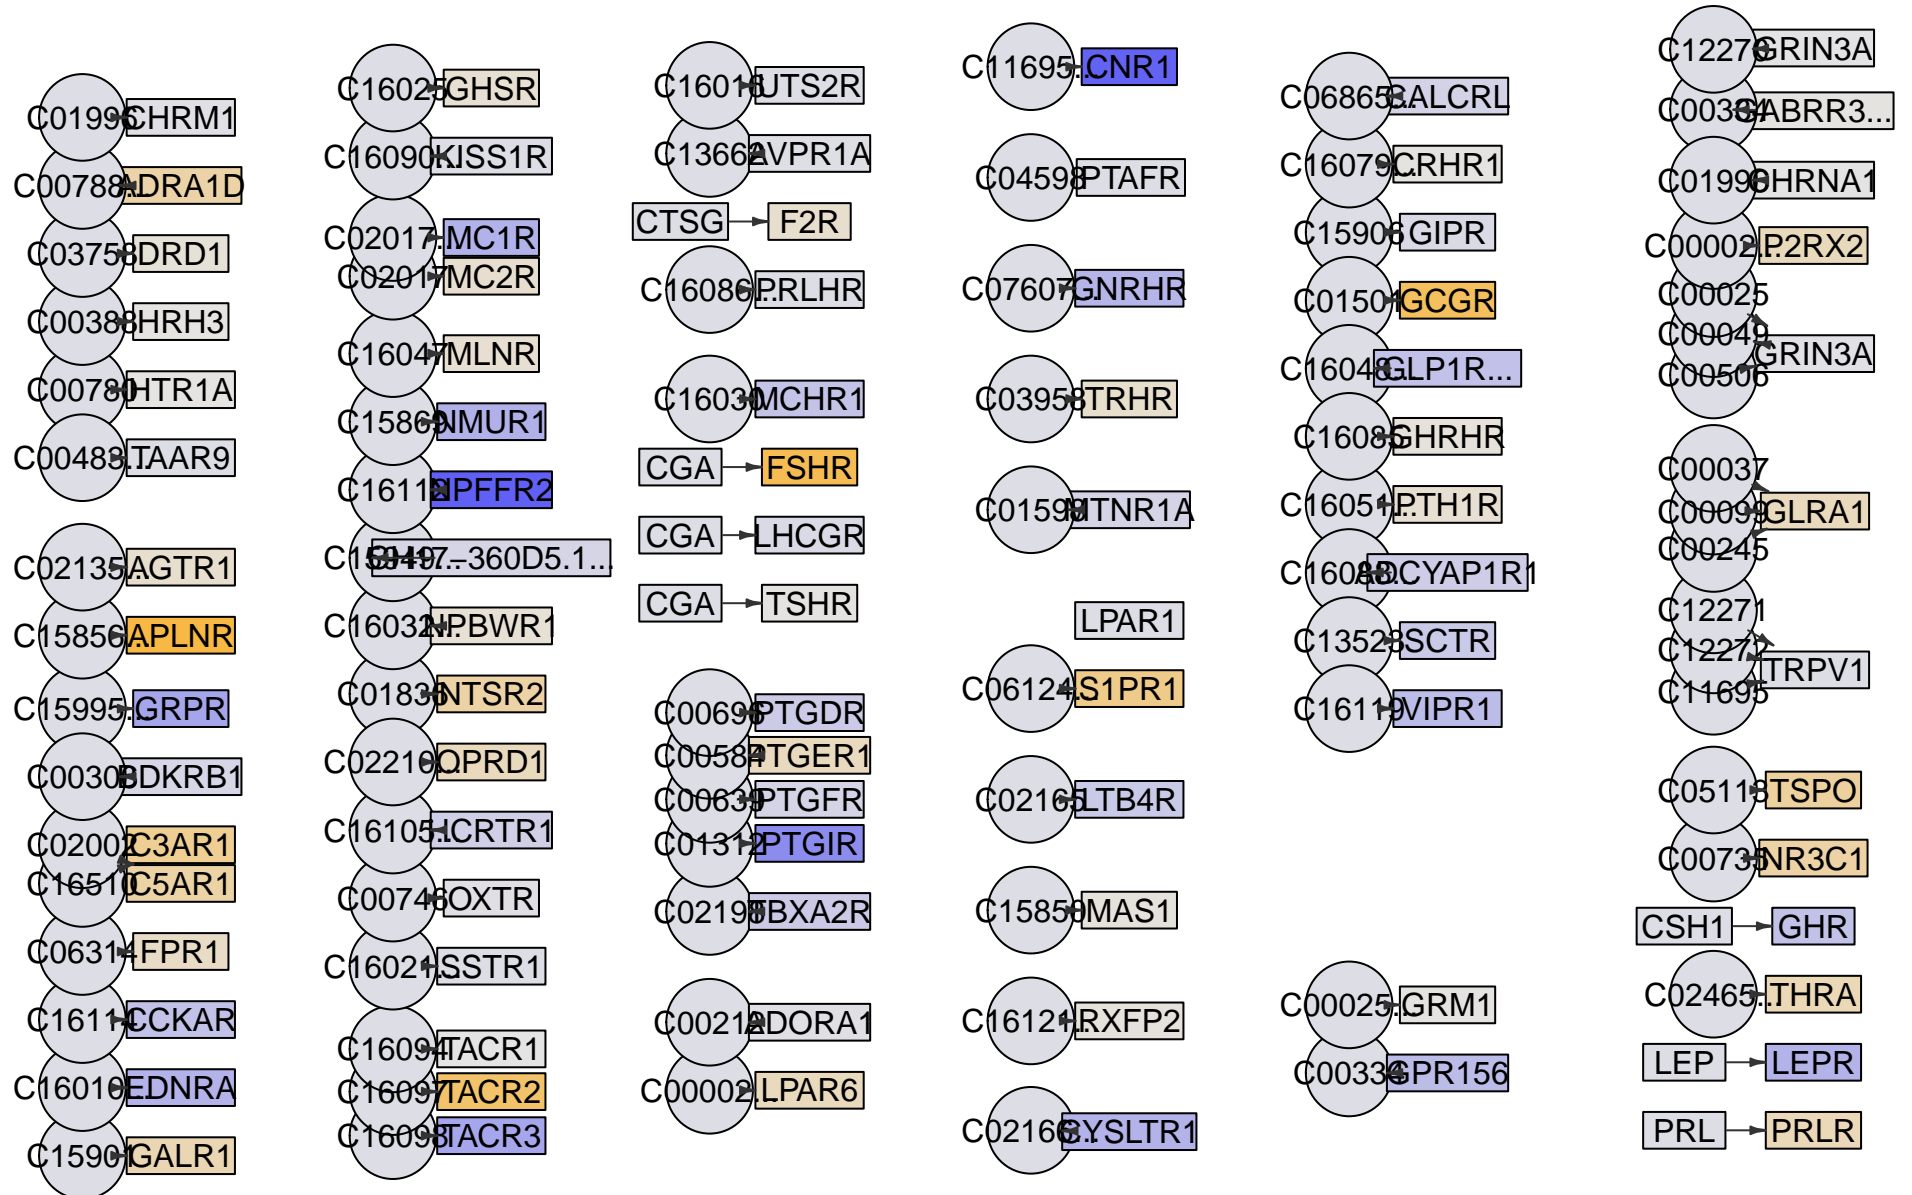 C01996 CHRM1
C00788... ADRA1D
C03758 DRD1
C00388 HRH3
C00780 HTR1A
C00483... TAAR9
C02135... AGTR1
C15856... APLNR
C15995... GRPR
C00306 BDKRB1
C02002 C3AR1
C16510 C5AR1
C06314 FPR1
C16114 CCKAR
C16010... EDNRA
C15901 GALR1
C16025 GHSR
C16090... KISS1R
C02017... MC1R
C02017 MC2R
C16047 MLNR
C15869 NMUR1
C16118 NPFFR2
C16032... NPBWR1
C01836 NTSR2
C02210... OPRD1
C16105... HCRTR1
C00746 OXTR
C16021... SSTR1
C16094 TACR1
C16097 TACR2
C16098 TACR3
C16016 UTS2R
C13662 AVPR1A
CTSG F2R
C16086... PRLHR
C16030 MCHR1
CGA FSHR
CGA LHCGR
CGA TSHR
C00696 PTGDR
C00584 PTGER1
C00639 PTGFR
C01312 PTGIR
C02198 TBXA2R
C00212 ADORA1
C00002... LPAR6
C11695... CNR1
C04598 PTAFR
C07607... GNRHR
C03958 TRHR
C01598 MTNR1A
LPAR1
C06124... S1PR1
C02165 LTB4R
C15850 MAS1
C16121... RXFP2
C02166... CYSLTR1
C06865... CALCRL
C16079... CRHR1
C15906 GIPR
C01501 GCGR
C16048... GLP1R...
C16085 GHRHR
C16051... PTH1R
ADCYAP1R1
C13523 SCTR
C16119 VIPR1
C00025... GRM1
C00334 GPR156
C12270 GRIN3A
C00334 GABRR3...
C01996 CHRNA1
C00002... P2RX2
C00025
C00049 GRIN3A
C00506
C00037
C00099 GLRA1
C00245
C12271
C12272 TRPV1
C11695
C05113 TSPO
C00735 NR3C1
CSH1 GHR
C02465... THRA
LEP LEPR
PRL PRLR